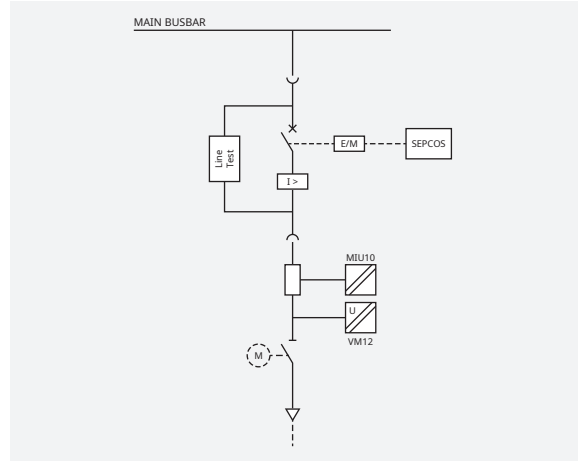 MAIN BUSBAR
Line
Test
E/M
SEPCOS
I >
MIU10
U
VM12
M